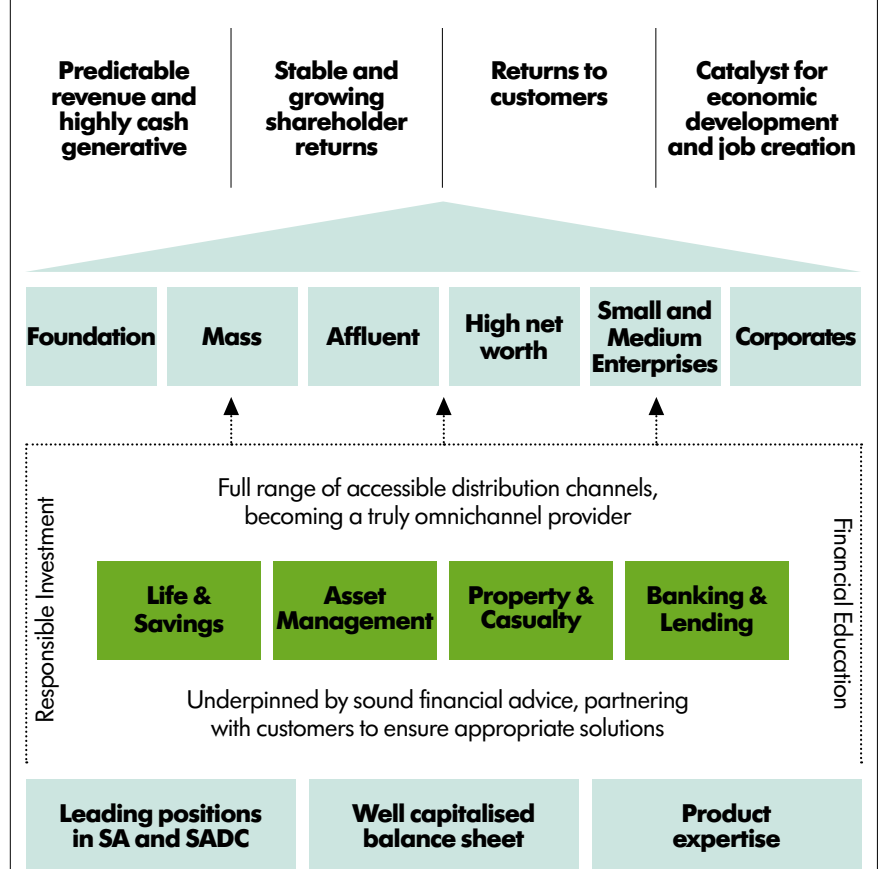 Predictable
revenue and
highly cash
generative
Stable and
growing
shareholder
returns
Returns to
customers
Catalyst for
economic
development
and job creation
Foundation
Mass
Affluent
High net
worth
Small and
Medium
Enterprises
Corporates
Responsible Investment
Full range of accessible distribution channels,
becoming a truly omnichannel provider
Life &
Savings
Asset
Management
Property &
Casualty
Banking &
Lending
Underpinned by sound financial advice, partnering
with customers to ensure appropriate solutions
Financial Education
Leading positions
in SA and SADC
Well capitalised
balance sheet
Product
expertise